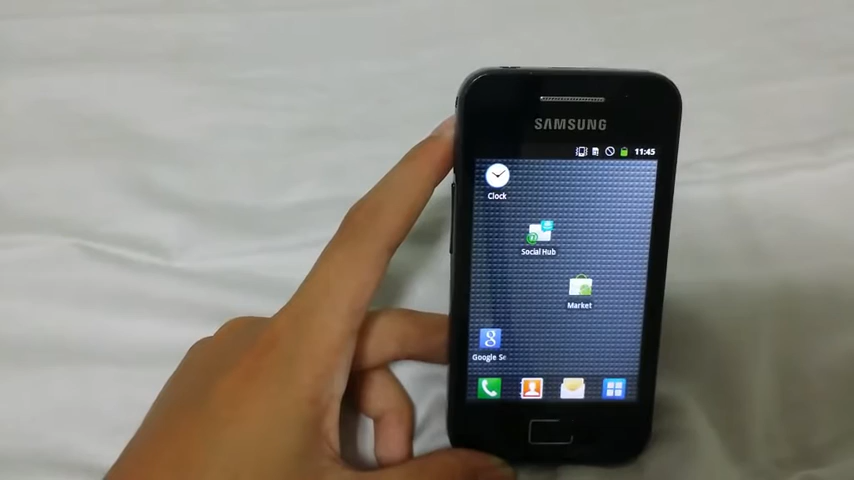 SAMSUNG
11:45
Clock
Social Hub
Market
Google Se